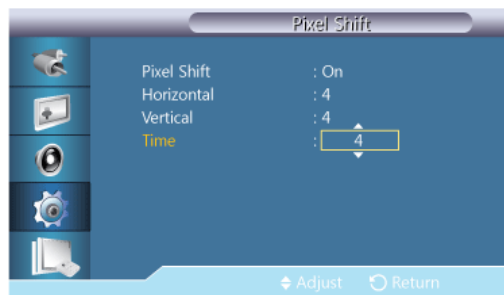 Pixel Shift
Pixel Shift : On
Horizontal : 4
Vertical : 4
Time : 4
Adjust Return